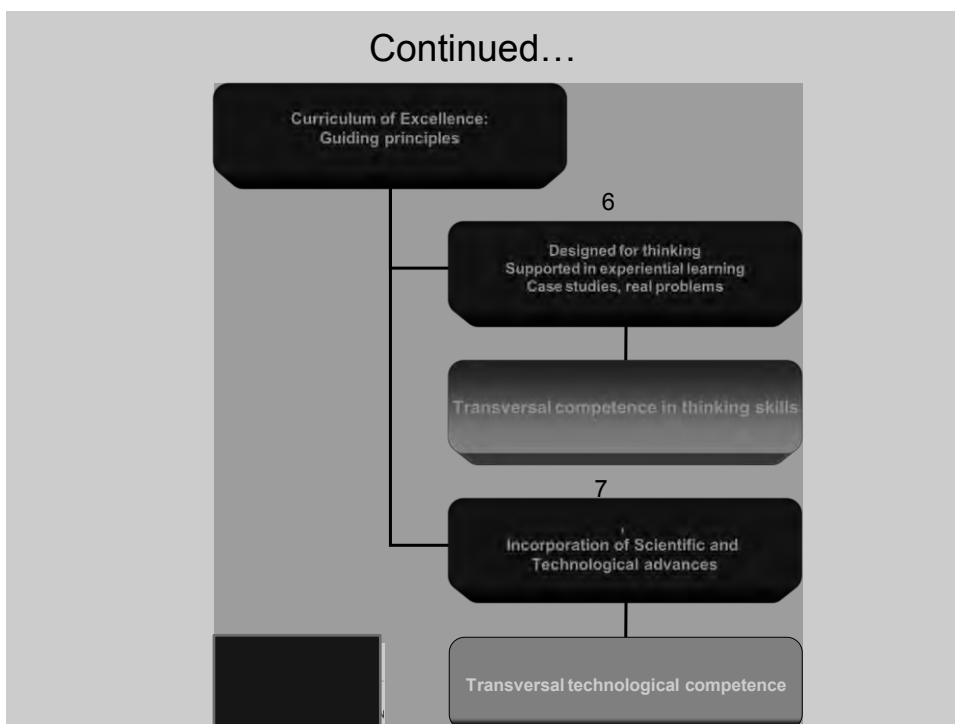 Continued…
Curriculum of Excellence:
Guiding principles
6
Designed for thinking
Supported in experiential learning
Case studies, real problems
Transversal competence in thinking skills
7
Incorporation of Scientific and
Technological advances
Transversal technological competence